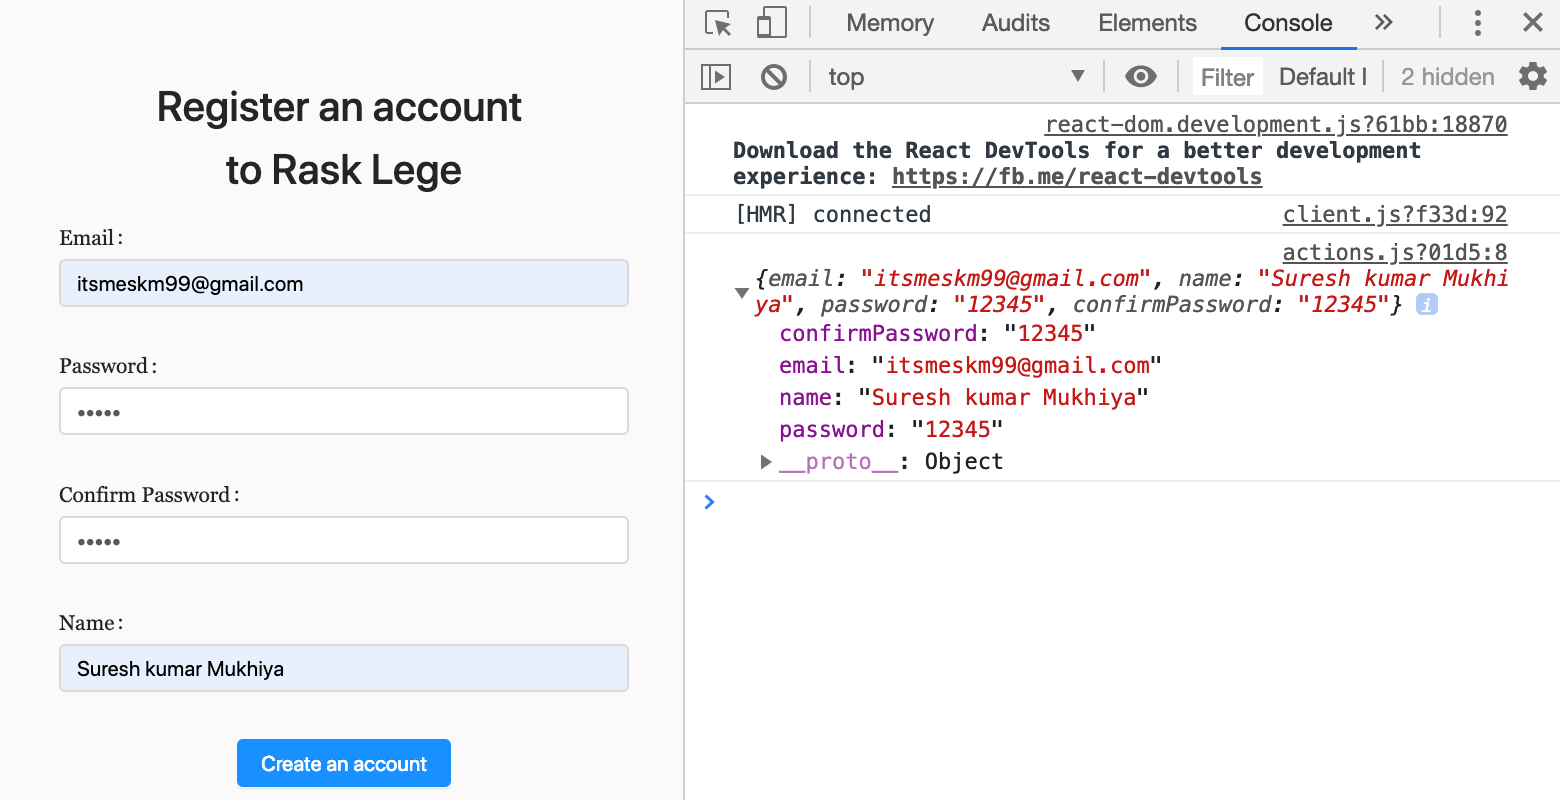 Register an account
to Rask Lege
Email :
itsmeskm99@gmail.com
Password :
•••••
Confirm Password :
•••••
Name :
Suresh kumar Mukhiya
Create an account
Memory Audits Elements Console »
top ▼ Filter Default l 2 hidden
react-dom.development.js?61bb:18870
Download the React DevTools for a better development
experience: https://fb.me/react-devtools
[HMR] connected client.js?f33d:92
actions.js?01d5:8
{email: "itsmeskm99@gmail.com", name: "Suresh kumar Mukhi
ya", password: "12345", confirmPassword: "12345"} i
confirmPassword: "12345"
email: "itsmeskm99@gmail.com"
name: "Suresh kumar Mukhiya"
password: "12345"
__proto__: Object